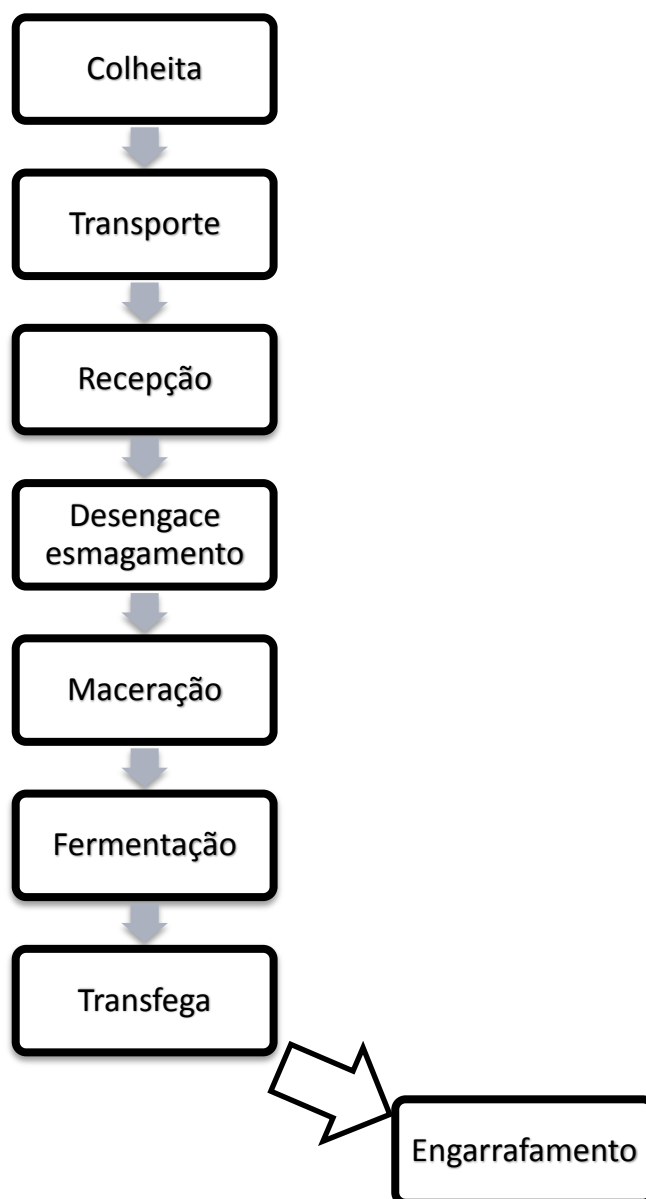 Colheita
Transporte
Recepção
Desengace
esmagamento
Maceração
Fermentação
Transfega
Engarrafamento